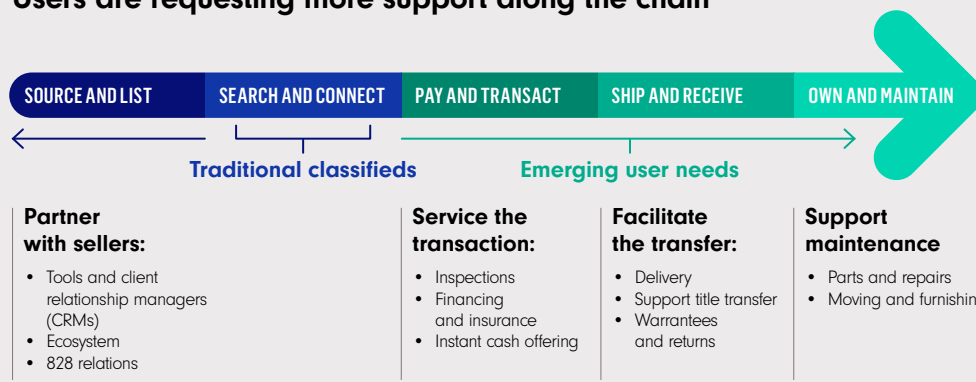 Users are requesting more support along the chain
SOURCE AND LIST
SEARCH AND CONNECT
PAY AND TRANSACT
SHIP AND RECEIVE
OWN AND MAINTAIN
Traditional classifieds
Emerging user needs
Partner
with sellers:
• Tools and client
relationship managers
(CRMs)
• Ecosystem
• 828 relations
Service the
transaction:
• Inspections
• Financing
and insurance
• Instant cash offering
Facilitate
the transfer:
• Delivery
• Support title transfer
• Warrantees
and returns
Support
maintenance
• Parts and repairs
• Moving and furnishin